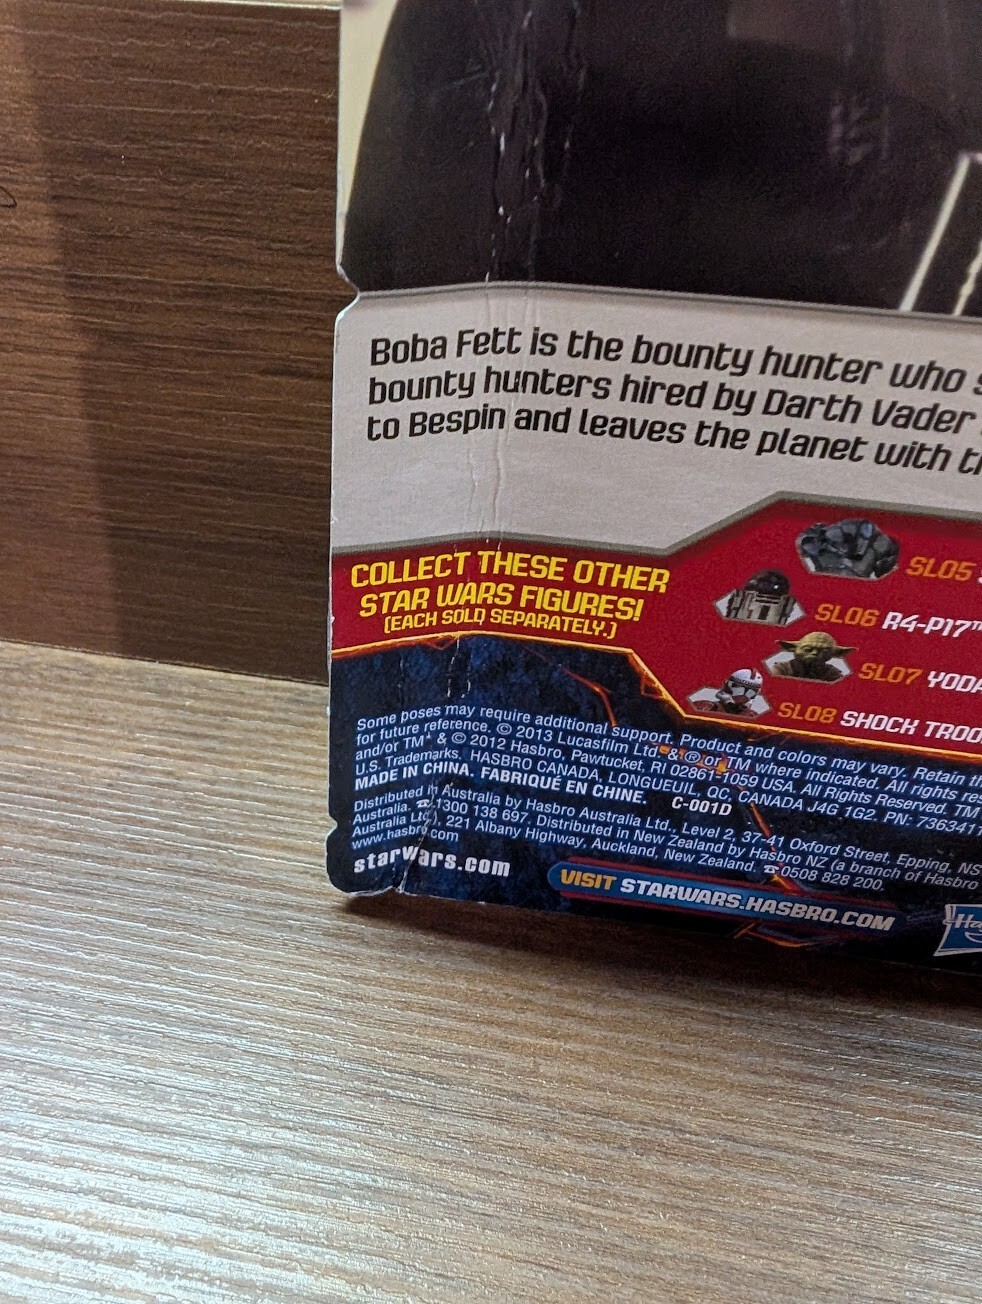 Boba Fett is the bounty hunter who
bounty hunters hired by Darth Vader
to Bespin and leaves the planet with
COLLECT THESE OTHER
STAR WARS FIGURES!
(EACH SOLD SEPARATELY.)
SL05
SL06 R4-P17™
SL07 YODA
SL08 SHOCK
Some poses may require additional support. Product and colors may vary. Retain
for future reference. © 2013 Lucasfilm Ltd. & ® or TM where indicated. All rights
and/or TM* & © 2012 Hasbro, Pawtucket, RI 02861-1059 USA. All Rights Reserved. TM
U.S. Trademarks. HASBRO CANADA, LONGUEUIL, QC, CANADA J4G 1G2. PN: 7363411
MADE IN CHINA. FABRIQUÉ EN CHINE. C-001D
Distributed in Australia by Hasbro Australia Ltd., Level 2, 37-41 Oxford Street, Epping,
Australia. ☎1300 138 697. Distributed in New Zealand by Hasbro NZ (a branch of Hasbro
Australia Ltd.), 221 Albany Highway, Auckland, New Zealand. ☎0508 828 200.
www.hasbro.com
starwars.com
VISIT STARWARS.HASBRO.COM